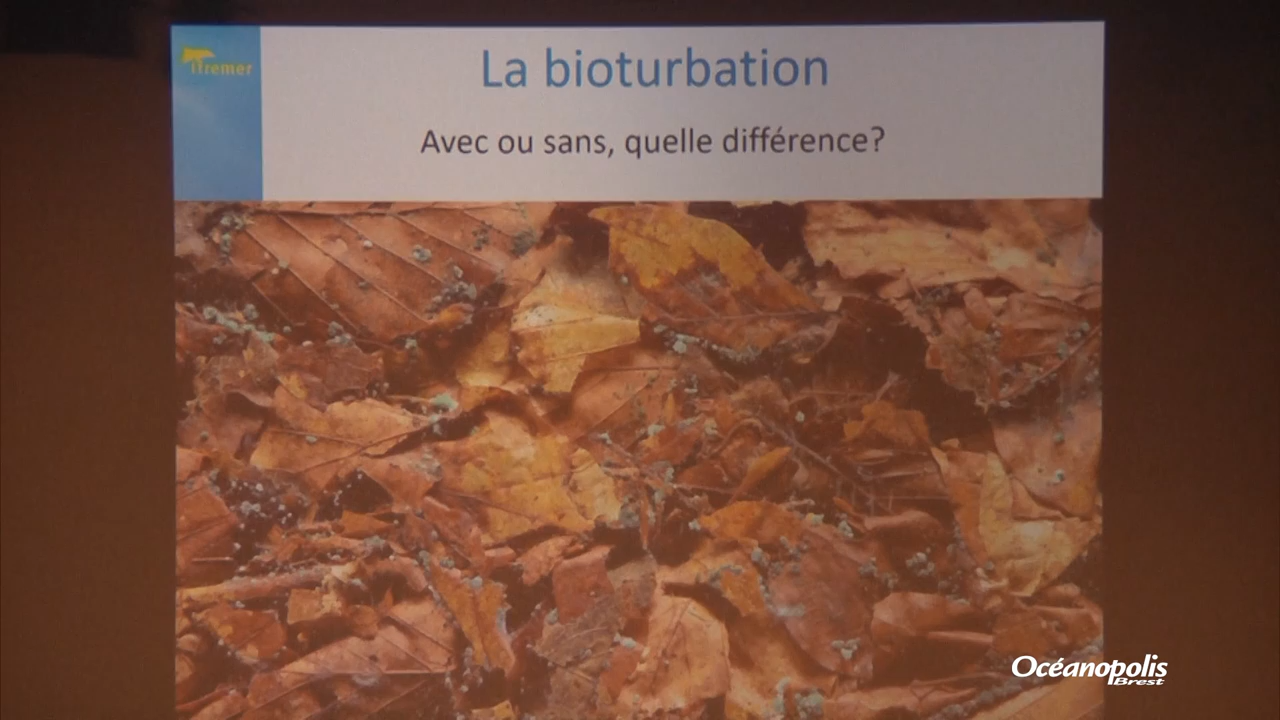 Ifremer
La bioturbation
Avec ou sans, quelle différence?
Océanopolis
Brest